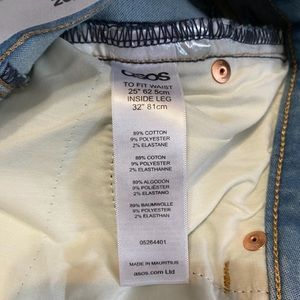 asos
TO FIT WAIST
25" 62.5cm
INSIDE LEG
32" 81cm
89% COTTON
9% POLYESTER
2% ELASTANE
89% COTON
9% POLYESTER
2% ELASTHANNE
89% ALGODÓN
9% POLIÉSTER
2% ELASTANO
89% BAUMWOLLE
9% POLYESTER
2% ELASTHAN
05264401
MADE IN MAURITIUS
asos.com Ltd